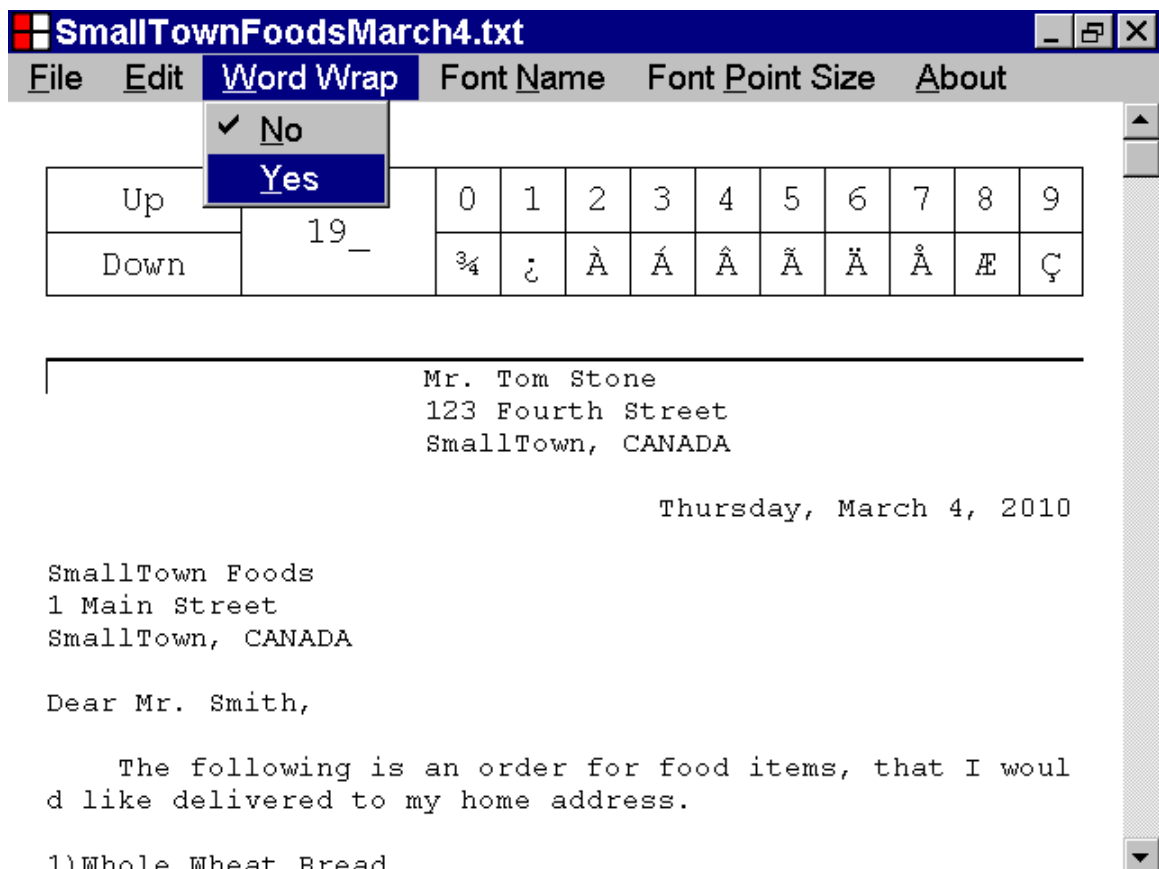 SmallTownFoodsMarch4.txt
File Edit Word Wrap Font Name Font Point Size About
No
Yes
Up 19_ 0 1 2 3 4 5 6 7 8 9
Down ¾ ¿ À Á Â Ã Ä Å Æ Ç
Mr. Tom Stone
123 Fourth Street
SmallTown, CANADA
Thursday, March 4, 2010
SmallTown Foods
1 Main Street
SmallTown, CANADA
Dear Mr. Smith,
The following is an order for food items, that I woul
d like delivered to my home address.
1)Whole Wheat Bread